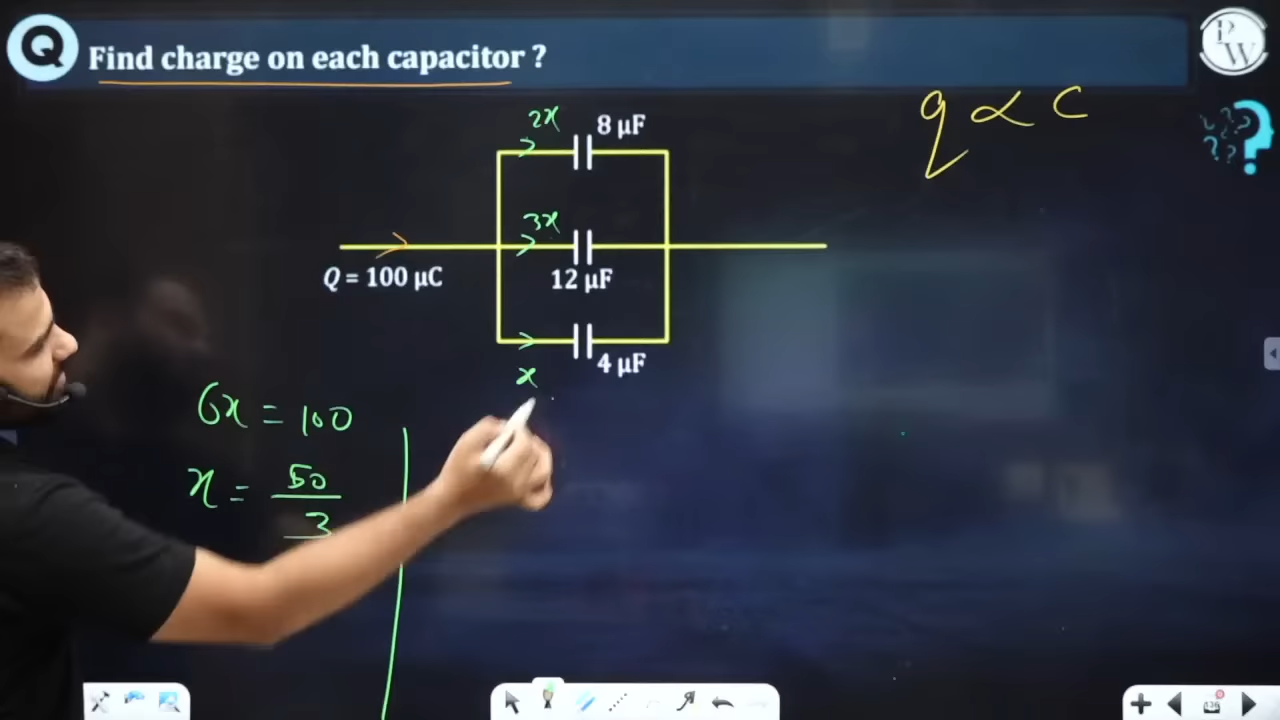 Q Find charge on each capacitor ?
P
W
q ∝ c
2x
8 μF
3x
Q = 100 μC
12 μF
4 μF
x
6x = 100
x = 50/3
136